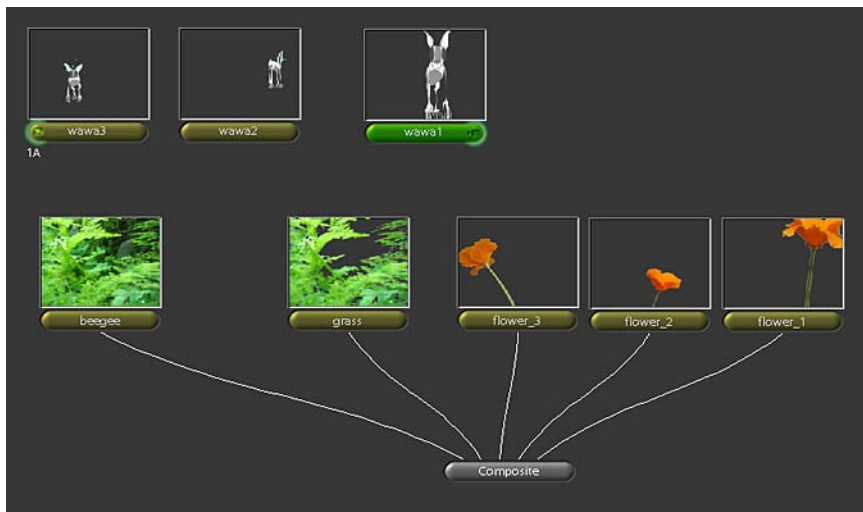 wawa3
wawa2
wawa1
1A
beegee
grass
flower_3
flower_2
flower_1
Composite